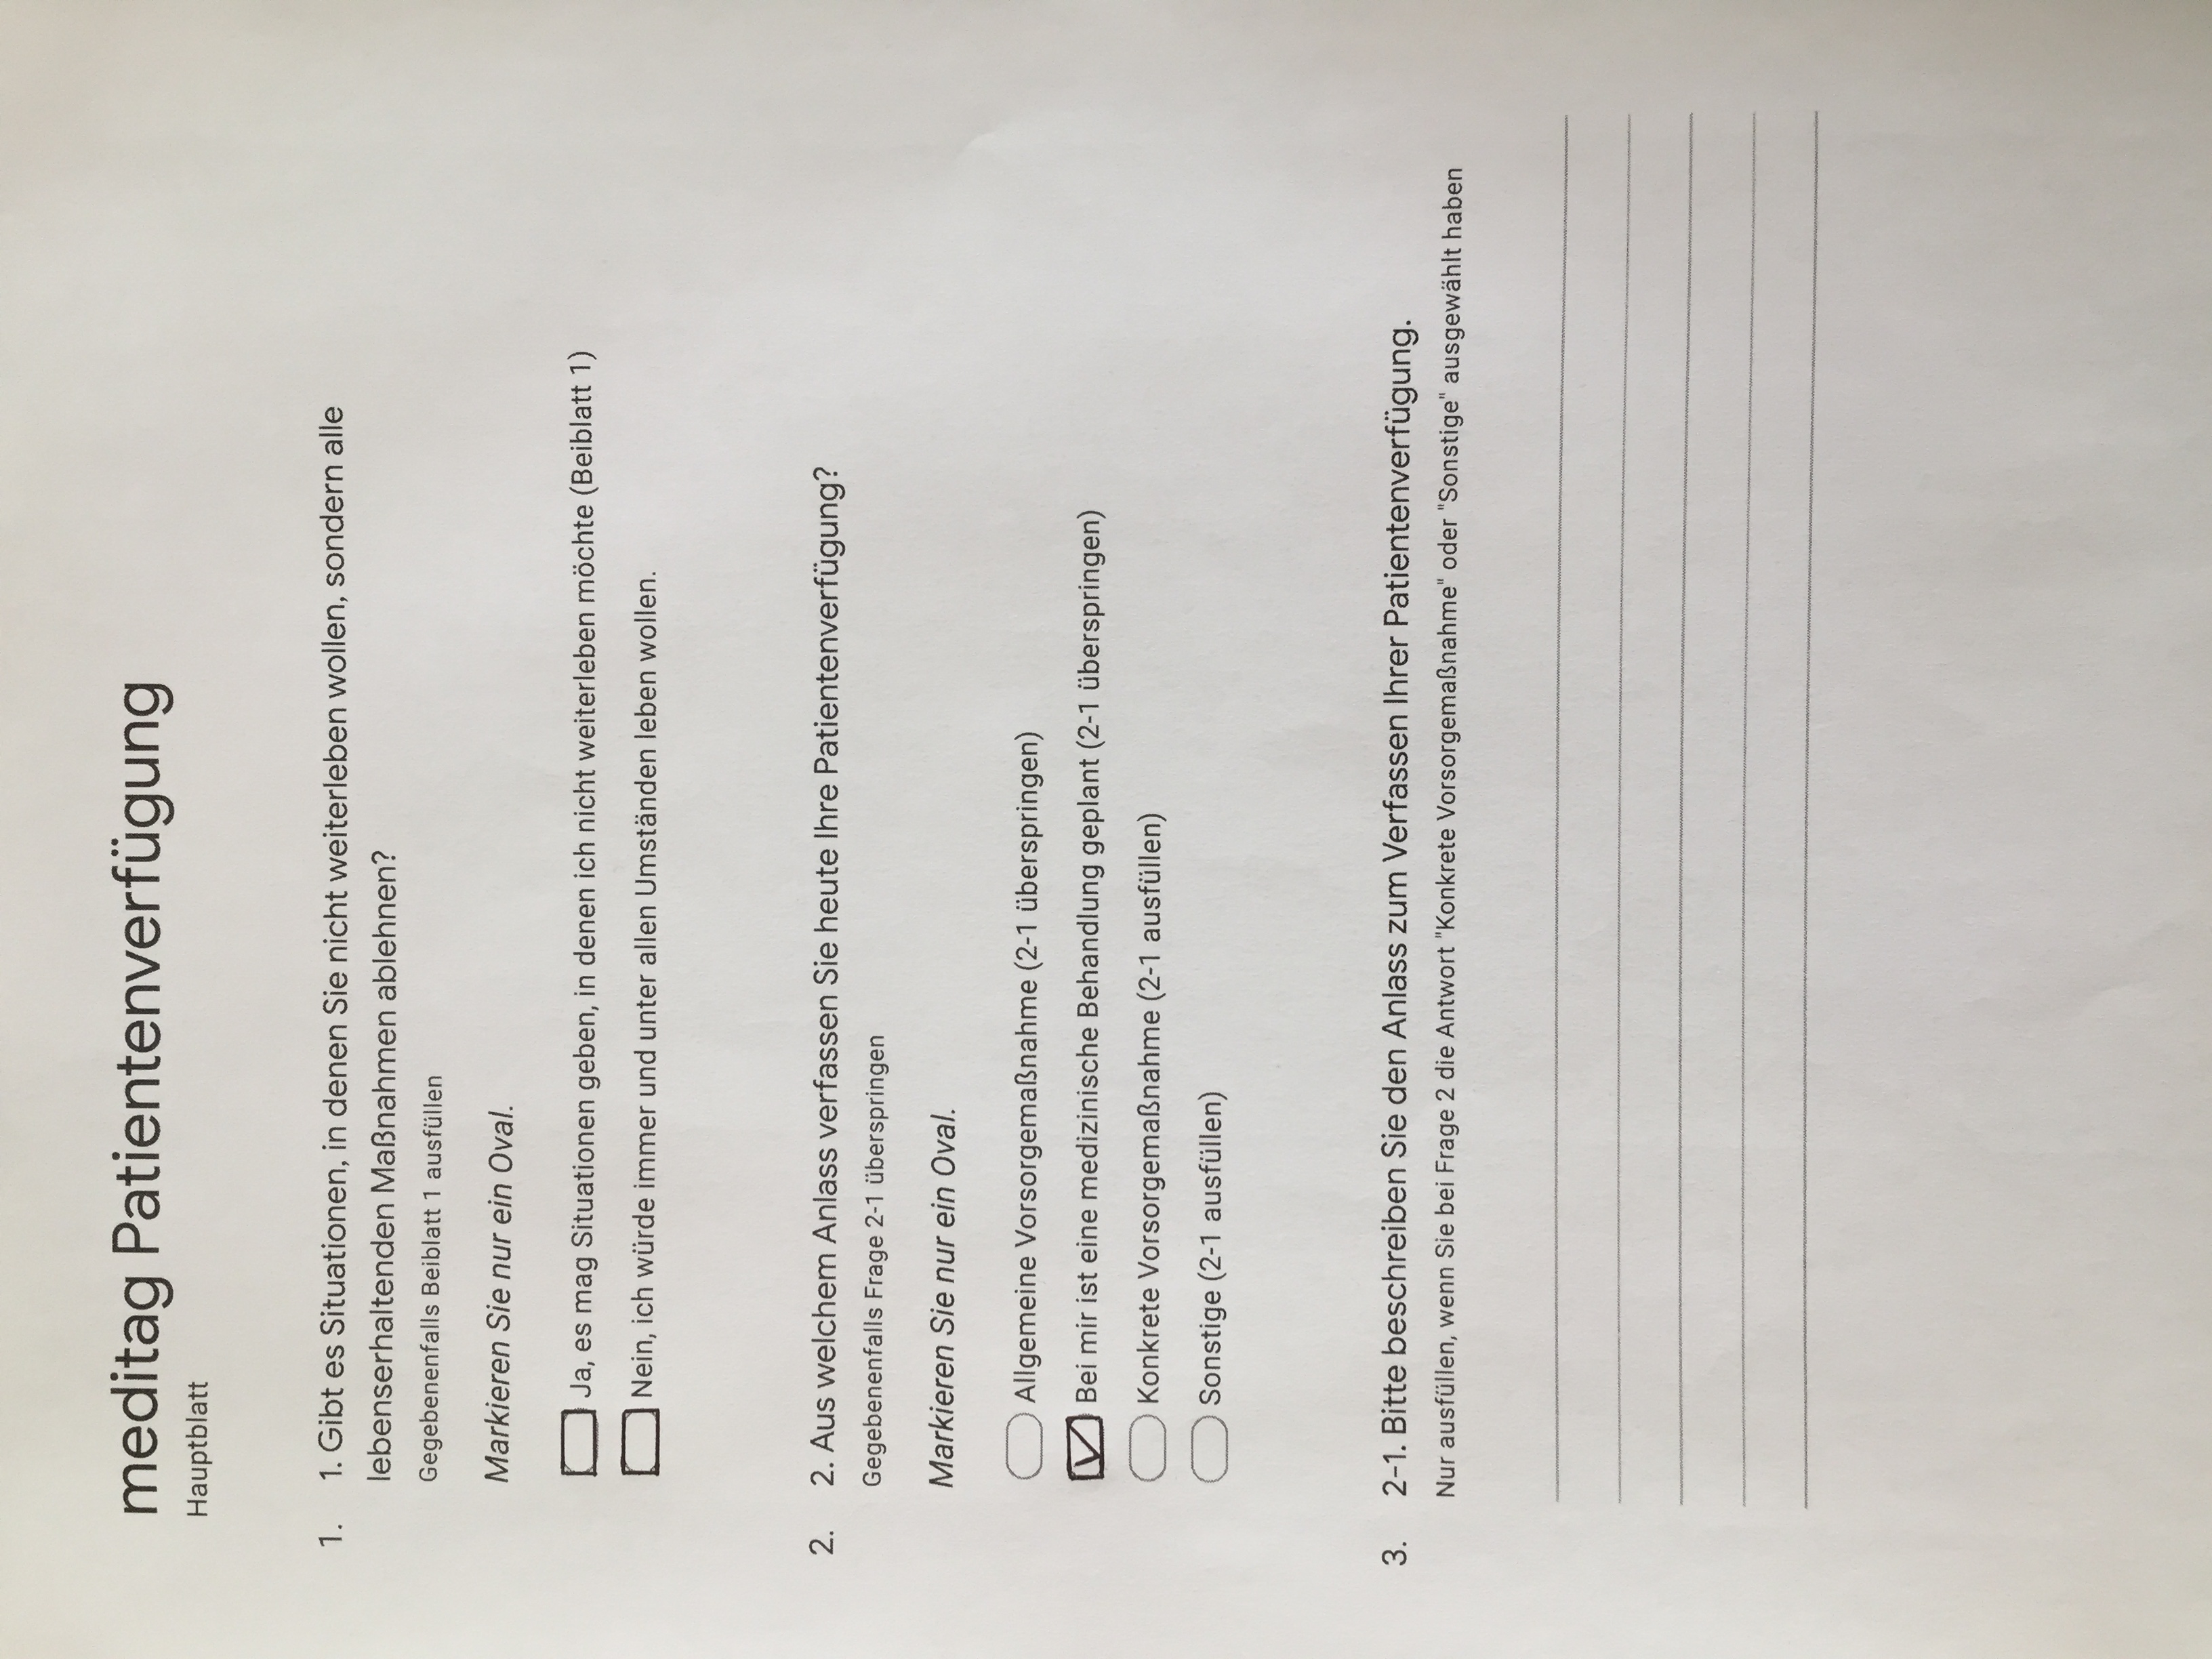 meditag Patientenverfügung
Hauptblatt
1. 1. Gibt es Situationen, in denen Sie nicht weiterleben wollen, sondern alle
lebenserhaltenden Maßnahmen ablehnen?
Gegebenenfalls Beiblatt 1 ausfüllen
Markieren Sie nur ein Oval.
Ja, es mag Situationen geben, in denen ich nicht weiterleben möchte (Beiblatt 1)
Nein, ich würde immer und unter allen Umständen leben wollen.
2. 2. Aus welchem Anlass verfassen Sie heute Ihre Patientenverfügung?
Gegebenenfalls Frage 2-1 überspringen
Markieren Sie nur ein Oval.
Allgemeine Vorsorgemaßnahme (2-1 überspringen)
Bei mir ist eine medizinische Behandlung geplant (2-1 überspringen)
Konkrete Vorsorgemaßnahme (2-1 ausfüllen)
Sonstige (2-1 ausfüllen)
3. 2-1. Bitte beschreiben Sie den Anlass zum Verfassen Ihrer Patientenverfügung.
Nur ausfüllen, wenn Sie bei Frage 2 die Antwort "Konkrete Vorsorgemaßnahme" oder "Sonstige" ausgewählt haben